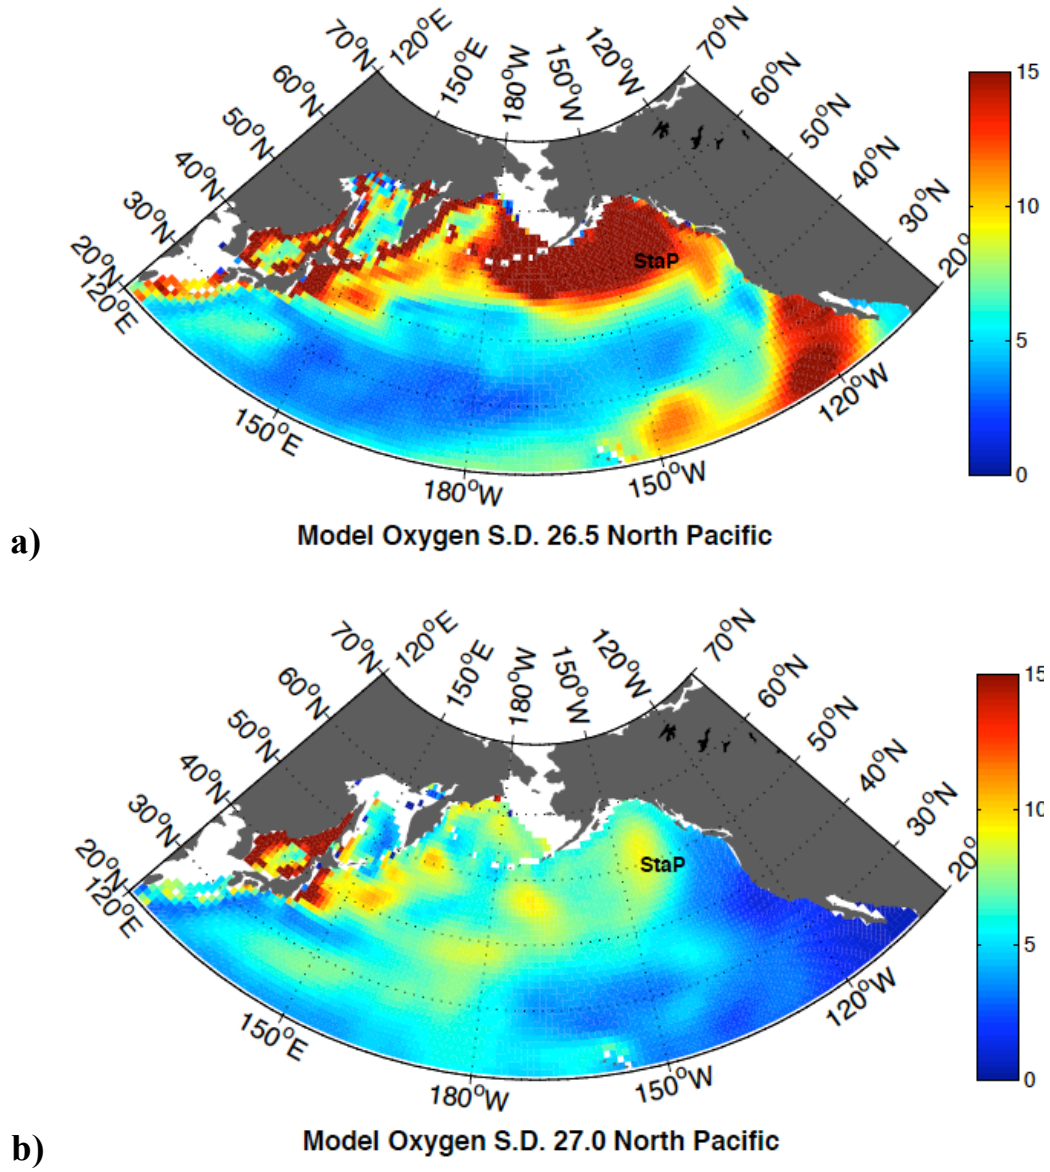 70°N
120°E
150°E
180°W
150°W
120°W
70°N
60°N
60°N
50°N
50°N
40°N
40°N
30°N
30°N
20°N
20°
120°E
150°E
180°W
150°W
120°W
StaP
15
10
5
0
a)
Model Oxygen S.D. 26.5 North Pacific
70°N
120°E
150°E
180°W
150°W
120°W
70°N
60°N
60°N
50°N
50°N
40°N
40°N
30°N
30°N
20°N
20°
120°E
150°E
180°W
150°W
120°W
StaP
15
10
5
0
b)
Model Oxygen S.D. 27.0 North Pacific